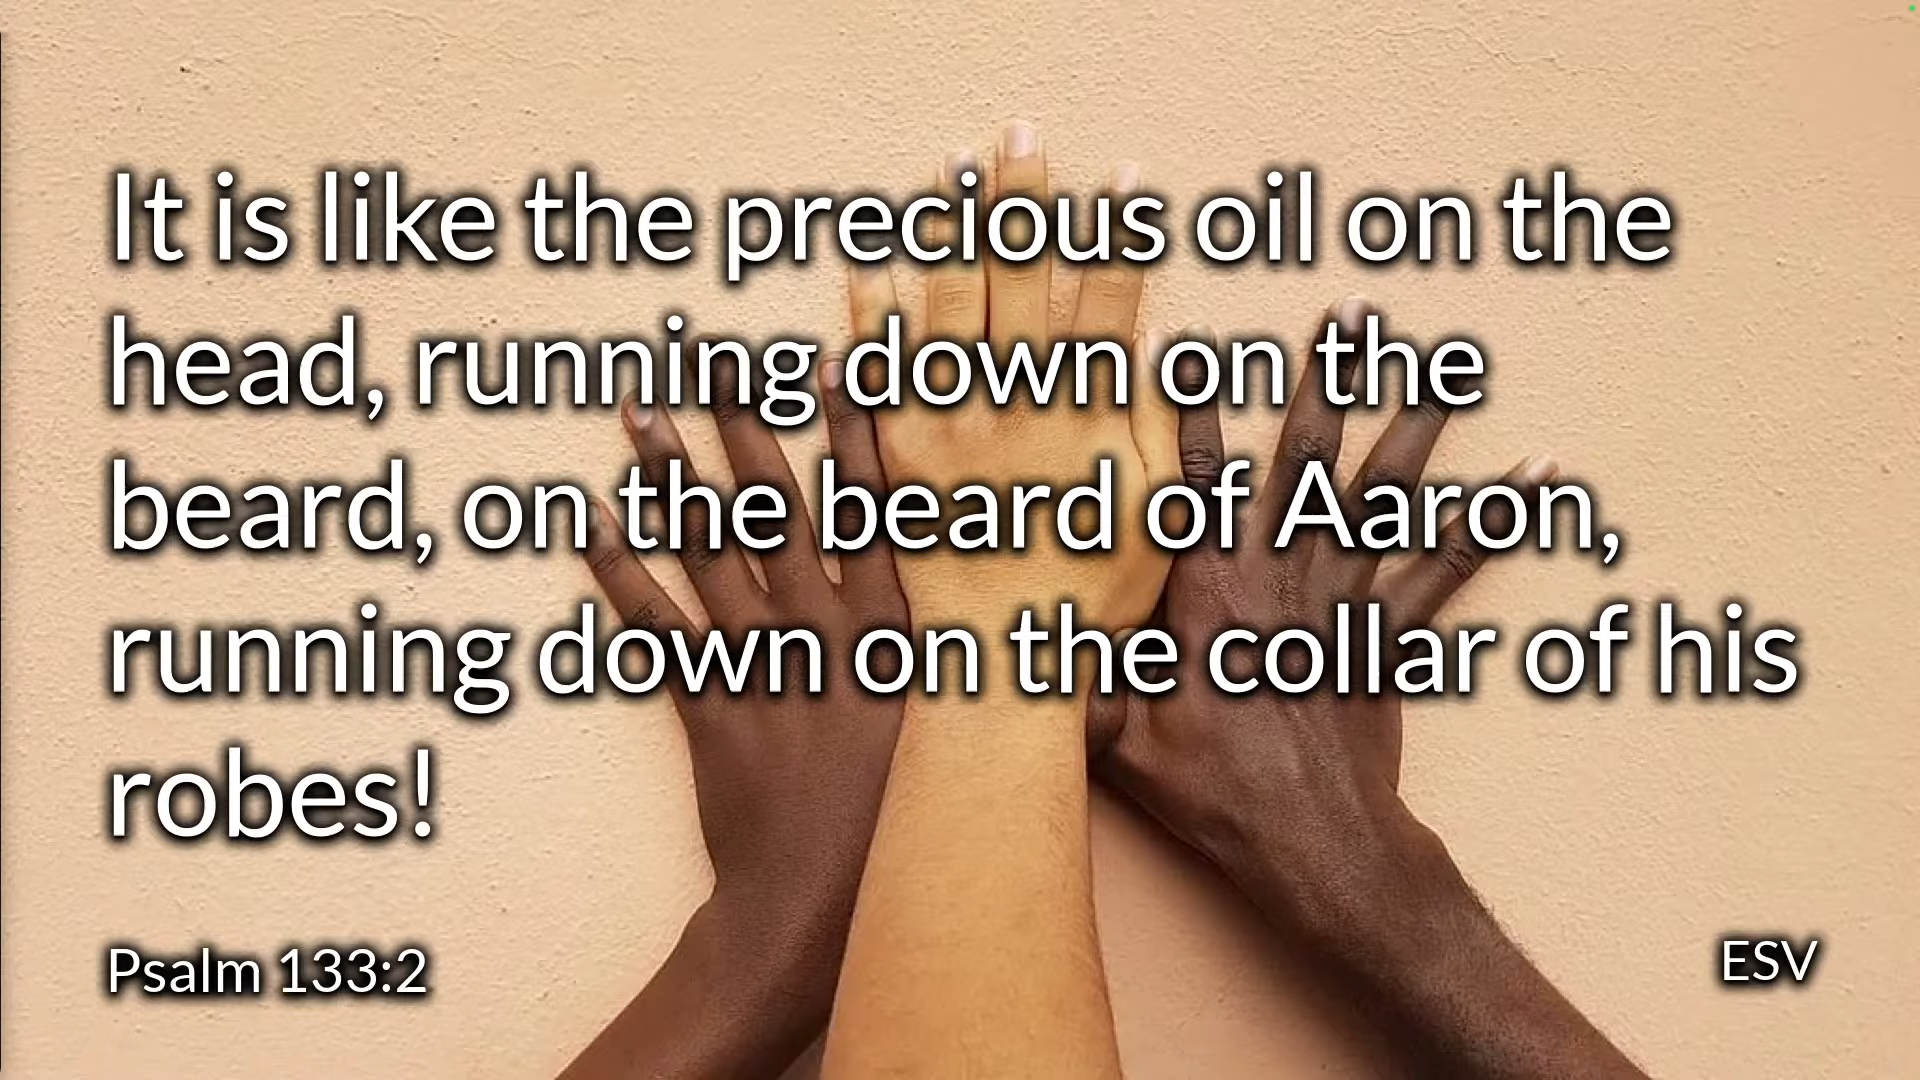 It is like the precious oil on the
head, running down on the
beard, on the beard of Aaron,
running down on the collar of his
robes!
Psalm 133:2
ESV